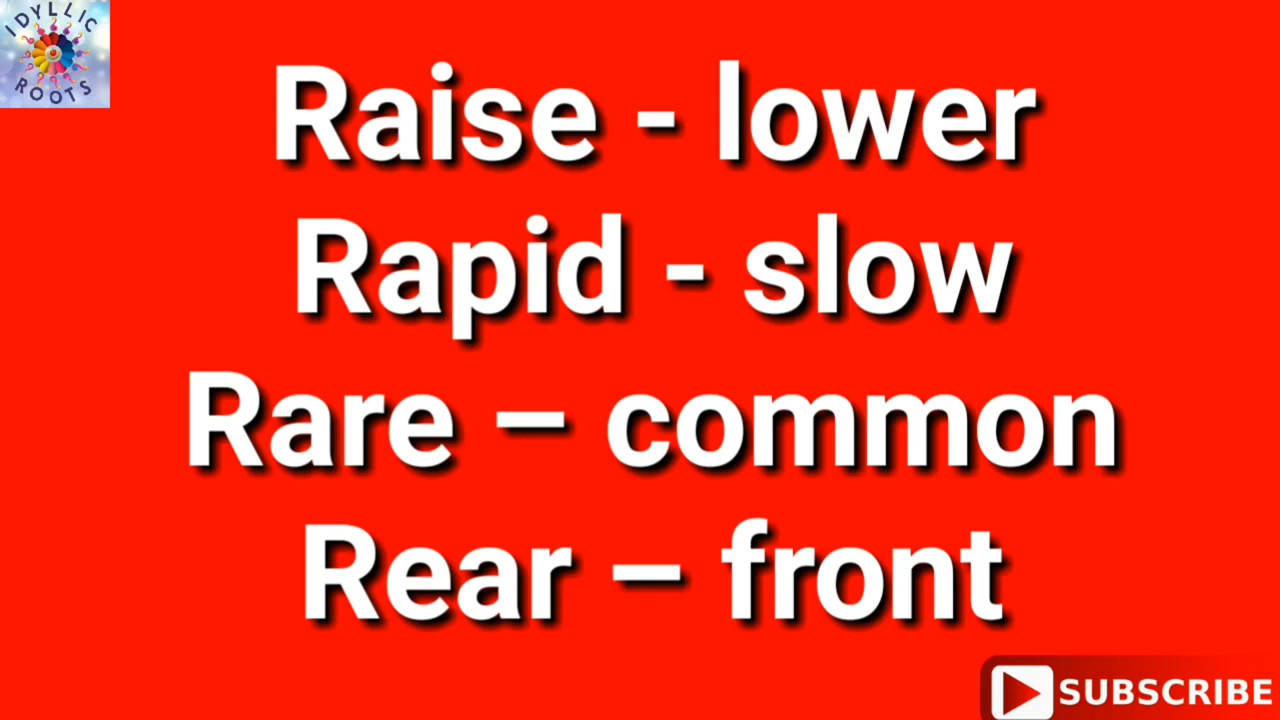 IDYLLIC
ROOTS
Raise - lower
Rapid - slow
Rare – common
Rear – front
SUBSCRIBE